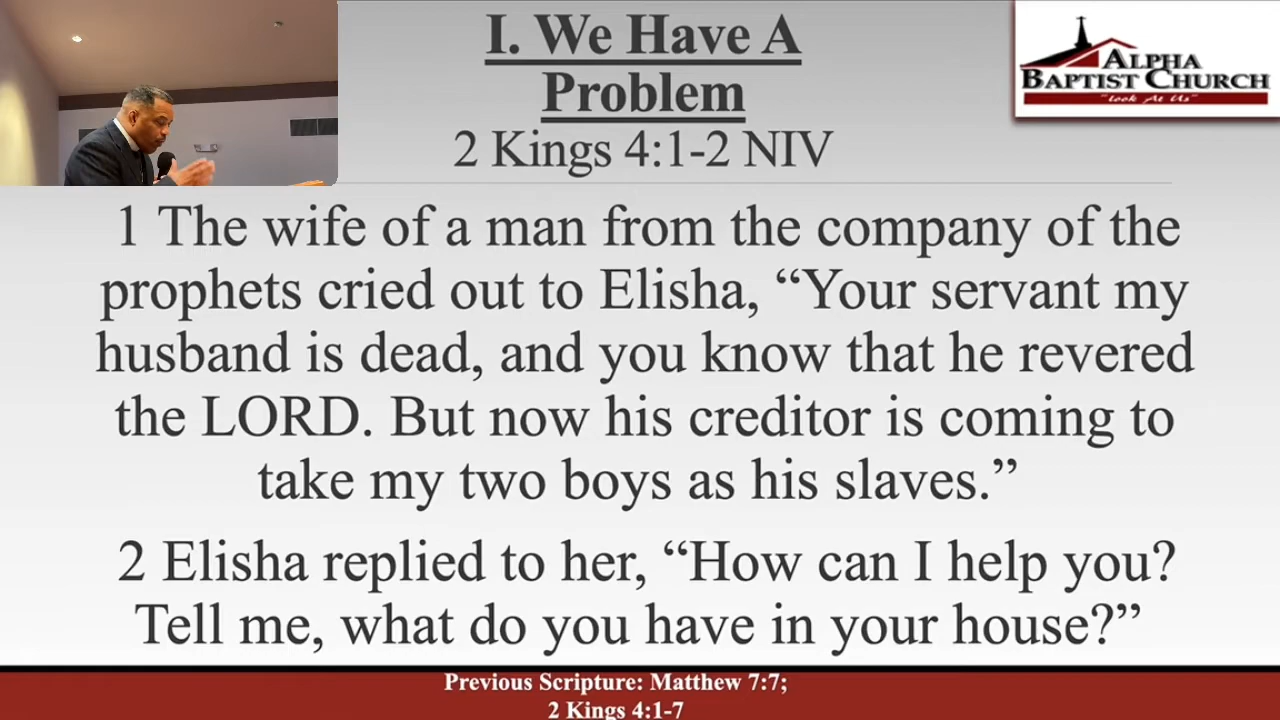 I. We Have A
Problem
2 Kings 4:1-2 NIV
ALPHA
BAPTIST CHURCH
"Look At Us"
1 The wife of a man from the company of the
prophets cried out to Elisha, “Your servant my
husband is dead, and you know that he revered
the LORD. But now his creditor is coming to
take my two boys as his slaves.”
2 Elisha replied to her, “How can I help you?
Tell me, what do you have in your house?”
Previous Scripture: Matthew 7:7;
2 Kings 4:1-7